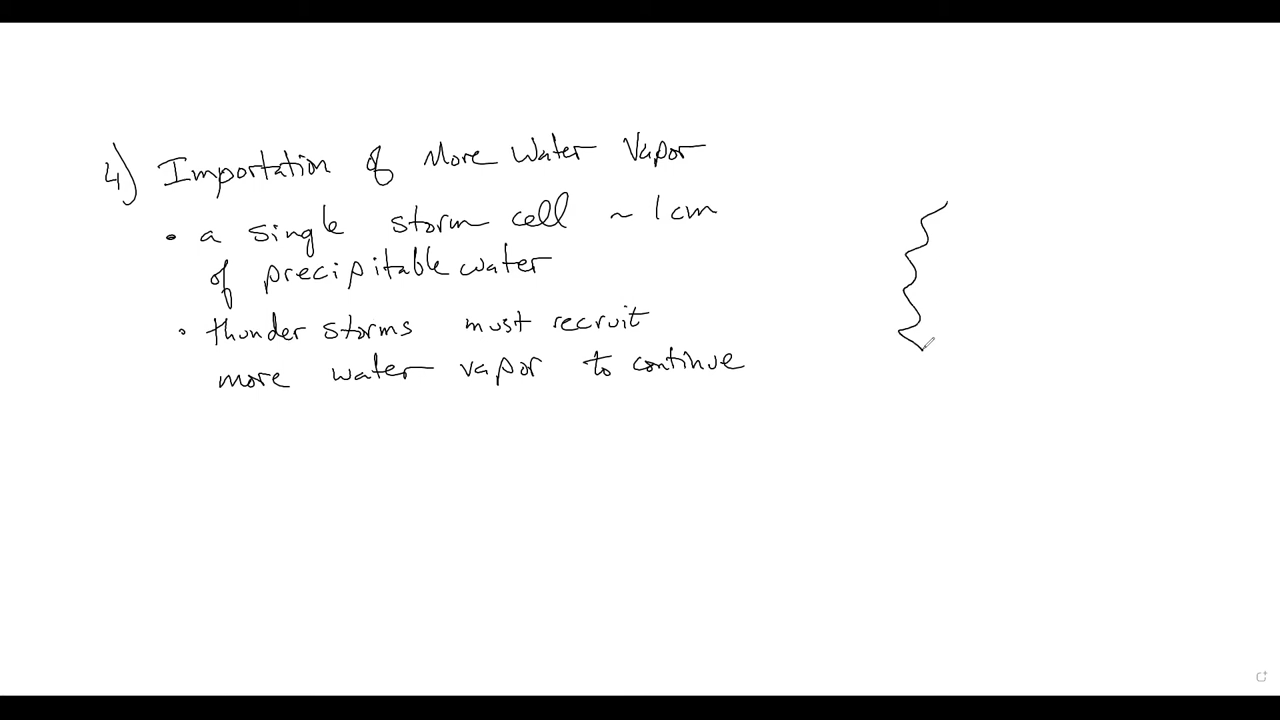 4) Importation of More Water Vapor
• a single storm cell ~ 1cm
of precipitable water
• thunder storms must recruit
more water vapor to continue